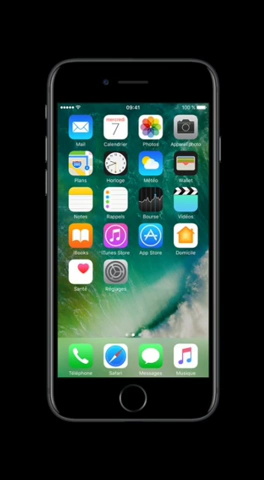 09:41 100 %
MERCREDI
7
Mail Calendrier Photos Appareil photo
Plans Horloge Météo Wallet
Notes Rappels Bourse Vidéos
iBooks iTunes Store App Store Domicile
Santé Réglages
Téléphone Safari Messages Musique